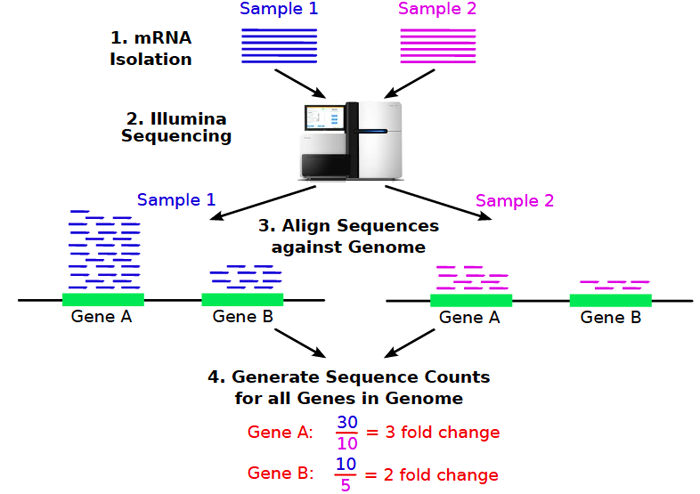 Sample 1
Sample 2
1. mRNA
Isolation
2. Illumina
Sequencing
Sample 1
Sample 2
3. Align Sequences
against Genome
Gene A
Gene B
Gene A
Gene B
4. Generate Sequence Counts
for all Genes in Genome
Gene A: 30/10 = 3 fold change
Gene B: 10/5 = 2 fold change